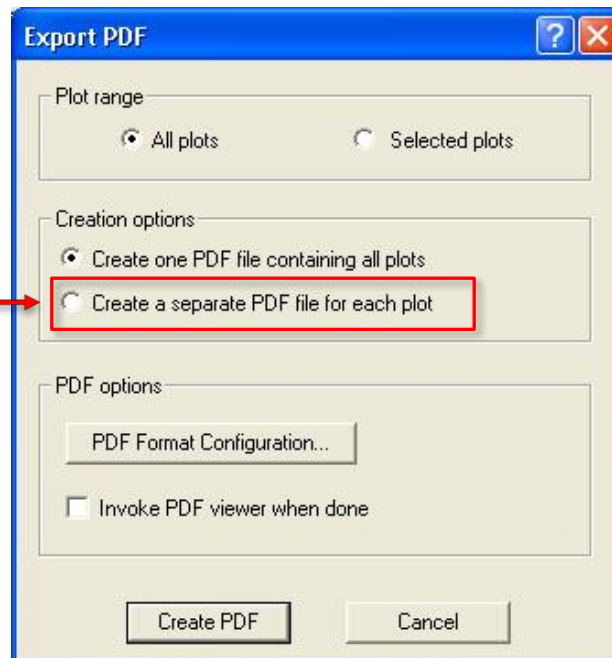 Export PDF
Plot range
All plots
Selected plots
Creation options
Create one PDF file containing all plots
Create a separate PDF file for each plot
PDF options
PDF Format Configuration...
Invoke PDF viewer when done
Create PDF
Cancel